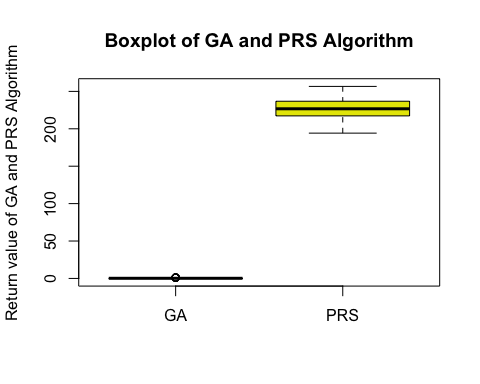 Boxplot of GA and PRS Algorithm
Return value of GA and PRS Algorithm
200
100
50
0
GA
PRS